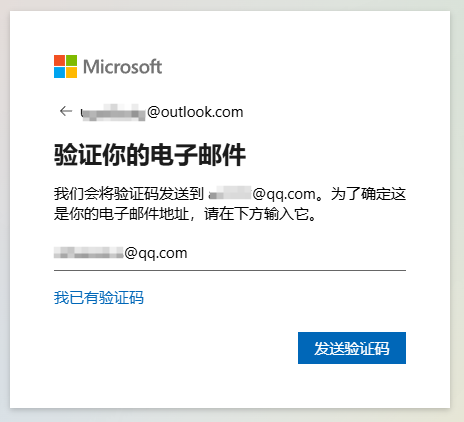 Microsoft
@outlook.com
验证你的电子邮件
我们会将验证码发送到 @qq.com。为了确定这
是你的电子邮件地址，请在下方输入它。
@qq.com
我已有验证码
发送验证码